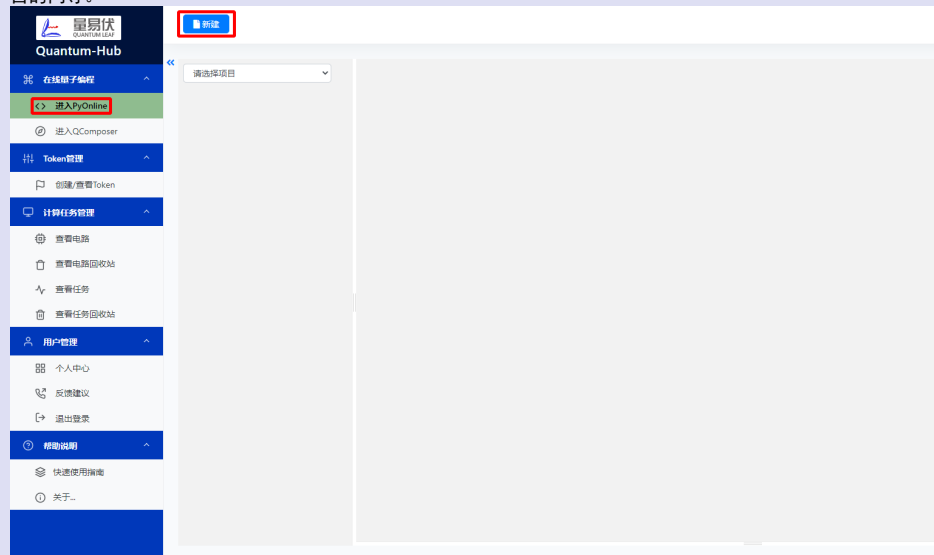 量易伏
QUANTUM LEAF
Quantum-Hub
新建
请选择项目
在线量子编程
进入PyOnline
进入QComposer
Token管理
创建/查看Token
计算任务管理
查看电路
查看电路回收站
查看任务
查看任务回收站
用户管理
个人中心
反馈建议
退出登录
帮助说明
快速使用指南
关于...